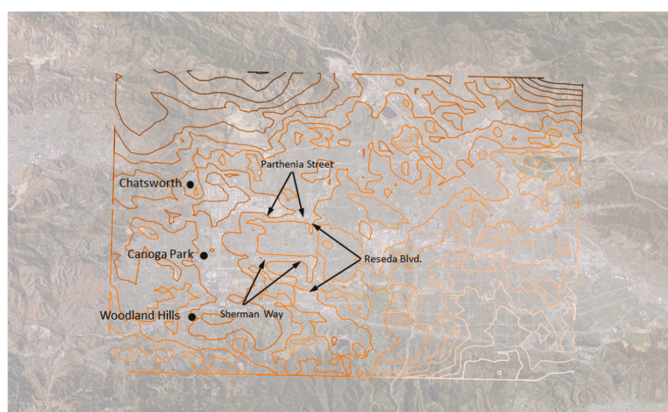 Parthenia Street
Chatsworth
Canoga Park
Reseda Blvd.
Woodland Hills
Sherman Way